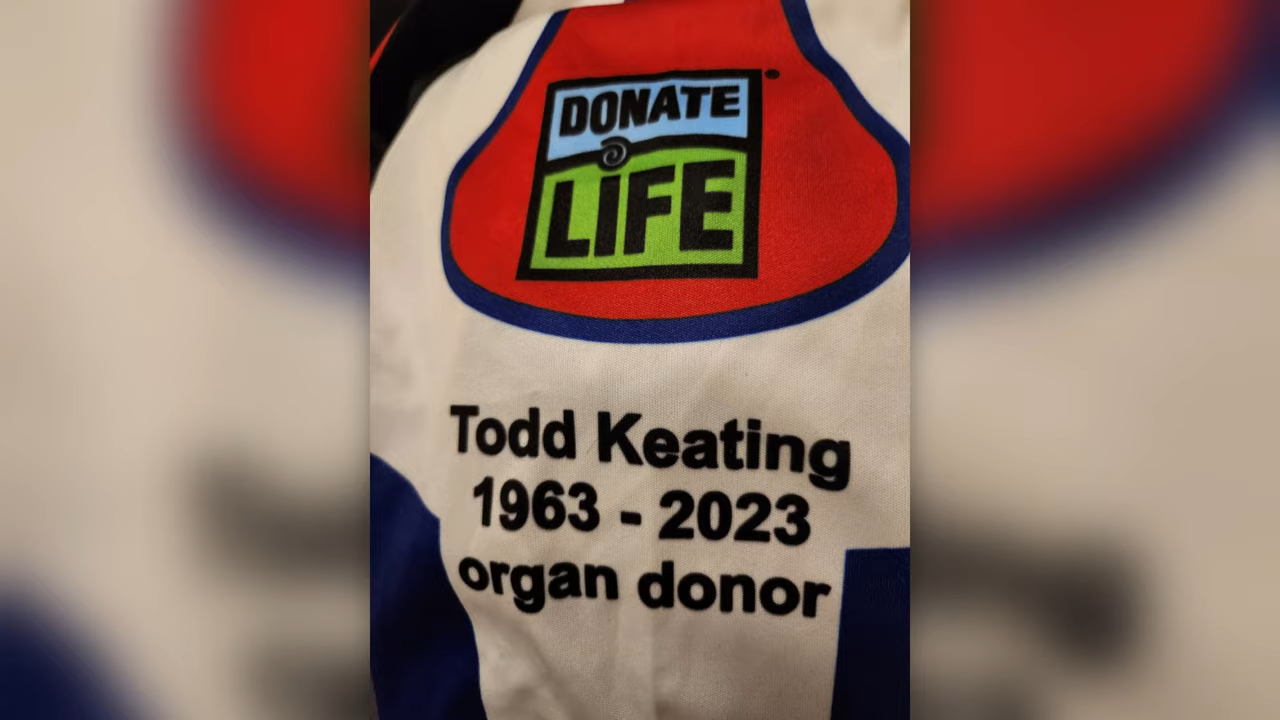 DONATE
LIFE
Todd Keating
1963 - 2023
organ donor